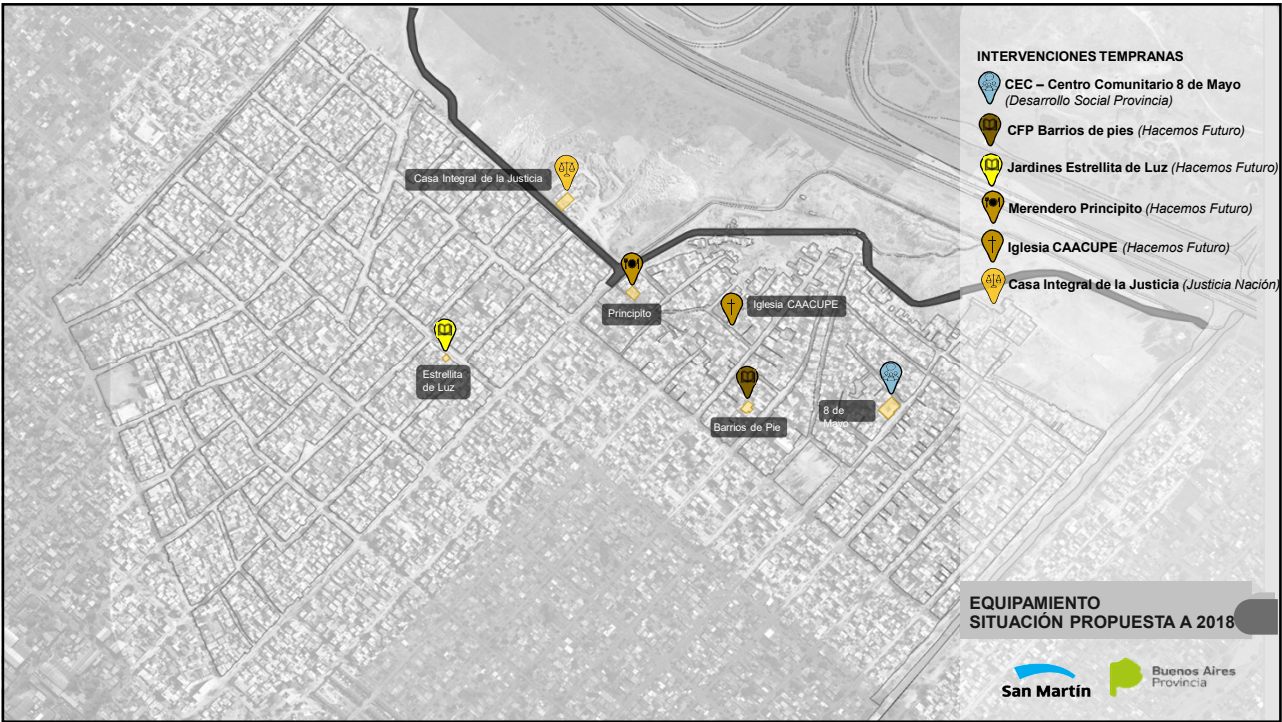 INTERVENCIONES TEMPRANAS
CEC – Centro Comunitario 8 de Mayo
(Desarrollo Social Provincia)
CFP Barrios de pies (Hacemos Futuro)
Jardines Estrellita de Luz (Hacemos Futuro)
Merendero Principito (Hacemos Futuro)
Iglesia CAACUPE (Hacemos Futuro)
Casa Integral de la Justicia (Justicia Nación)
Casa Integral de la Justicia
Principito
Iglesia CAACUPE
Estrellita
de Luz
Barrios de Pie
8 de
Mayo
EQUIPAMIENTO
SITUACIÓN PROPUESTA A 2018
San Martín
Buenos Aires
Provincia